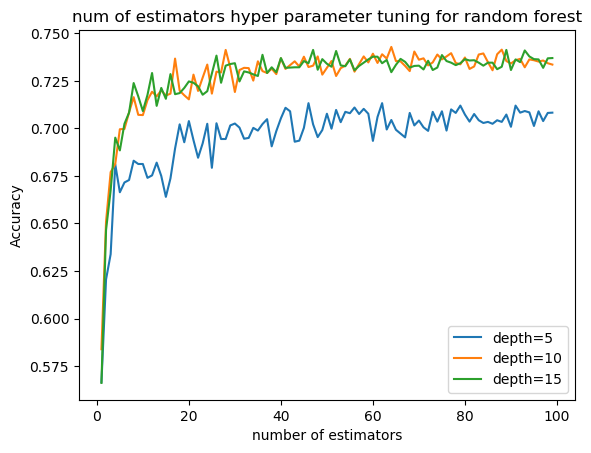 num of estimators hyper parameter tuning for random forest
0.750
0.725
0.700
0.675
0.650
0.625
0.600
0.575
Accuracy
depth=5
depth=10
depth=15
0 20 40 60 80 100
number of estimators